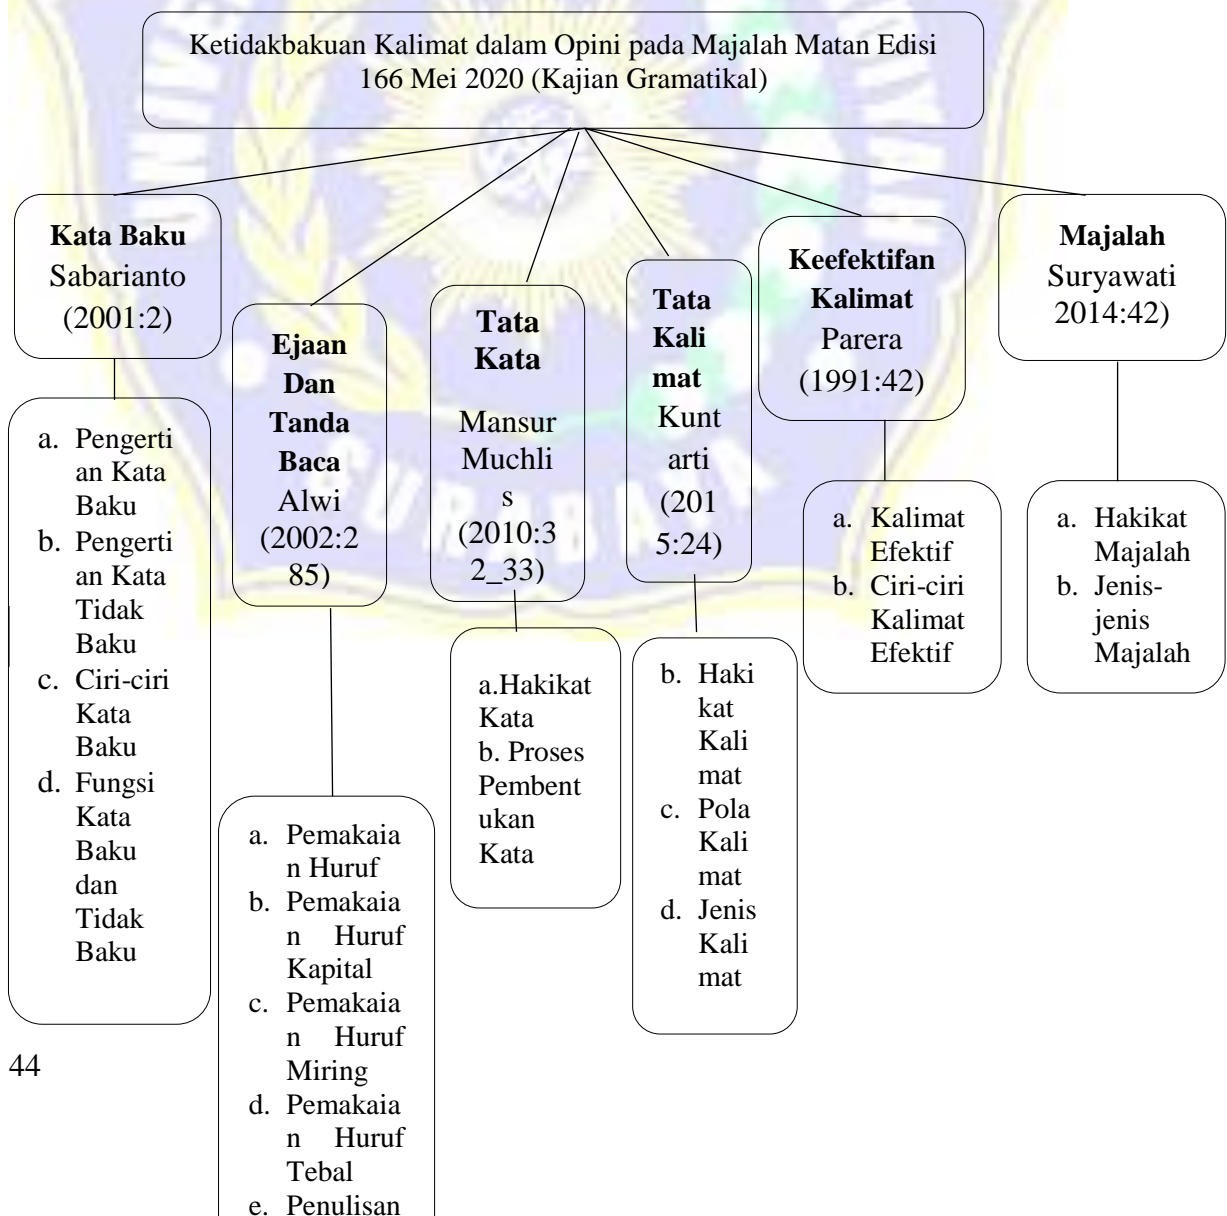 Ketidakbakuan Kalimat dalam Opini pada Majalah Matan Edisi
166 Mei 2020 (Kajian Gramatikal)
Kata Baku
Sabarianto
(2001:2)
a. Pengerti
an Kata
Baku
b. Pengerti
an Kata
Tidak
Baku
c. Ciri-ciri
Kata
Baku
d. Fungsi
Kata
Baku
dan
Tidak
Baku
Ejaan
Dan
Tanda
Baca
Alwi
(2002:2
85)
a. Pemakaia
n Huruf
b. Pemakaia
n Huruf
Kapital
c. Pemakaia
n Huruf
Miring
d. Pemakaia
n Huruf
Tebal
e. Penulisan
Tata
Kata
Mansur
Muchli
s
(2010:3
2_33)
a.Hakikat
Kata
b. Proses
Pembent
ukan
Kata
Tata
Kali
mat
Kunt
arti
(201
5:24)
b. Haki
kat
Kali
mat
c. Pola
Kali
mat
d. Jenis
Kali
mat
Keefektifan
Kalimat
Parera
(1991:42)
a. Kalimat
Efektif
b. Ciri-ciri
Kalimat
Efektif
Majalah
Suryawati
2014:42)
a. Hakikat
Majalah
b. Jenis-
jenis
Majalah
44
SURABAYA